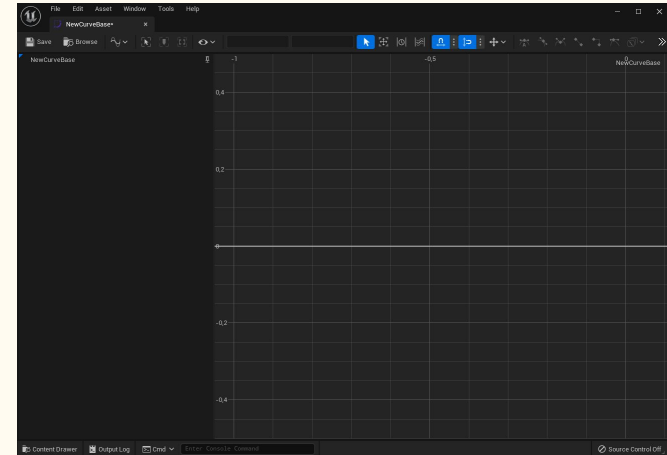 File Edit Asset Window Tools Help
NewCurveBase*
Save Browse
NewCurveBase
-1 -0,5 0
NewCurveBase
0,4
0,2
0
-0,2
-0,4
Content Drawer Output Log Cmd Enter Console Command Source Control Off